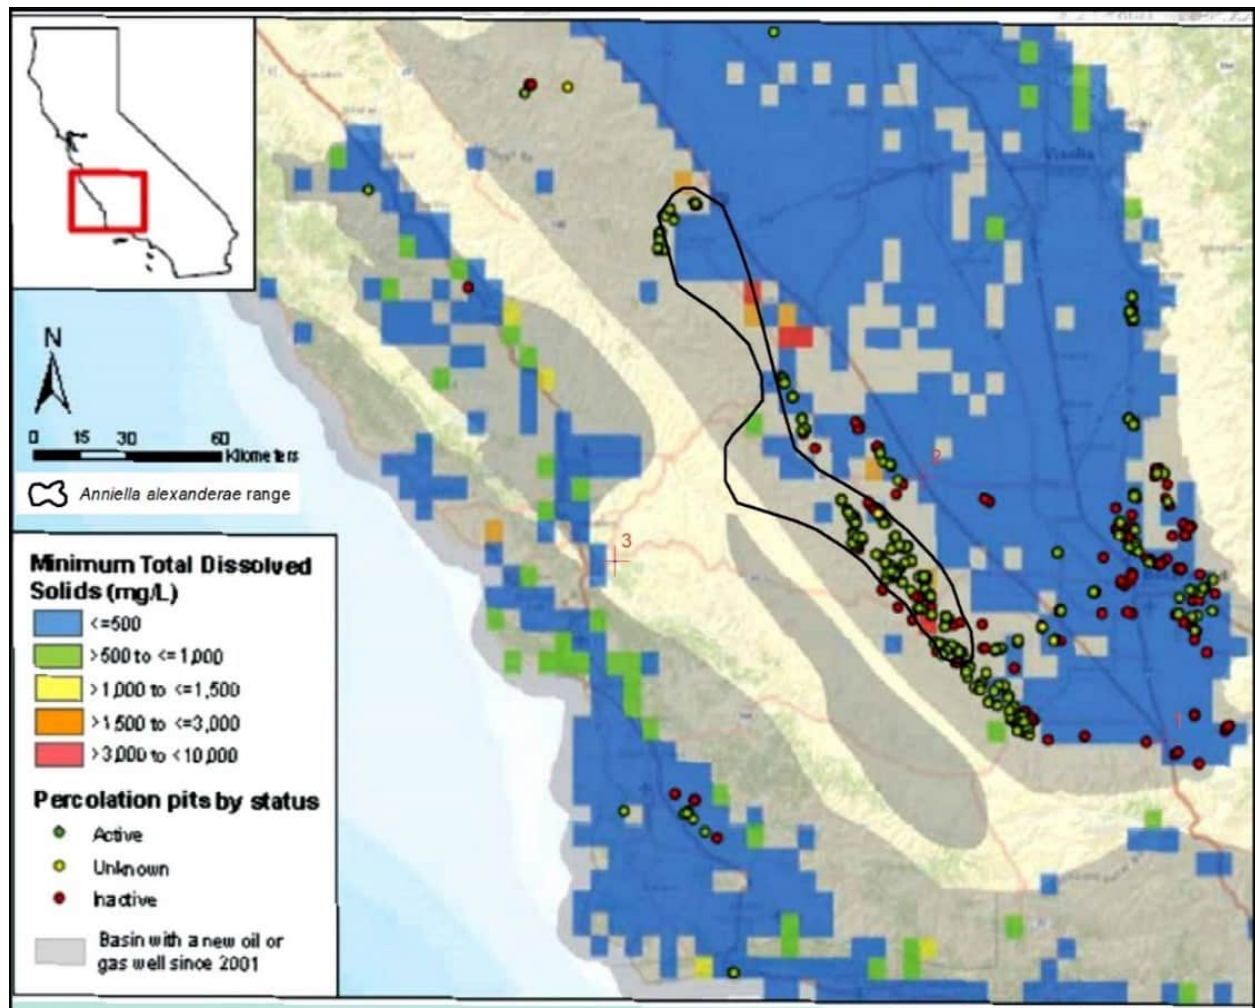 N
0 15 30 60
Kilometers
Anniella alexanderae range
Minimum Total Dissolved
Solids (mg/L)
<=500
>500 to <=1,000
>1,000 to <=1,500
>1,500 to <=3,000
>3,000 to <10,000
Percolation pits by status
Active
Unknown
Inactive
Basin with a new oil or
gas well since 2001
Visalia
2
3
1